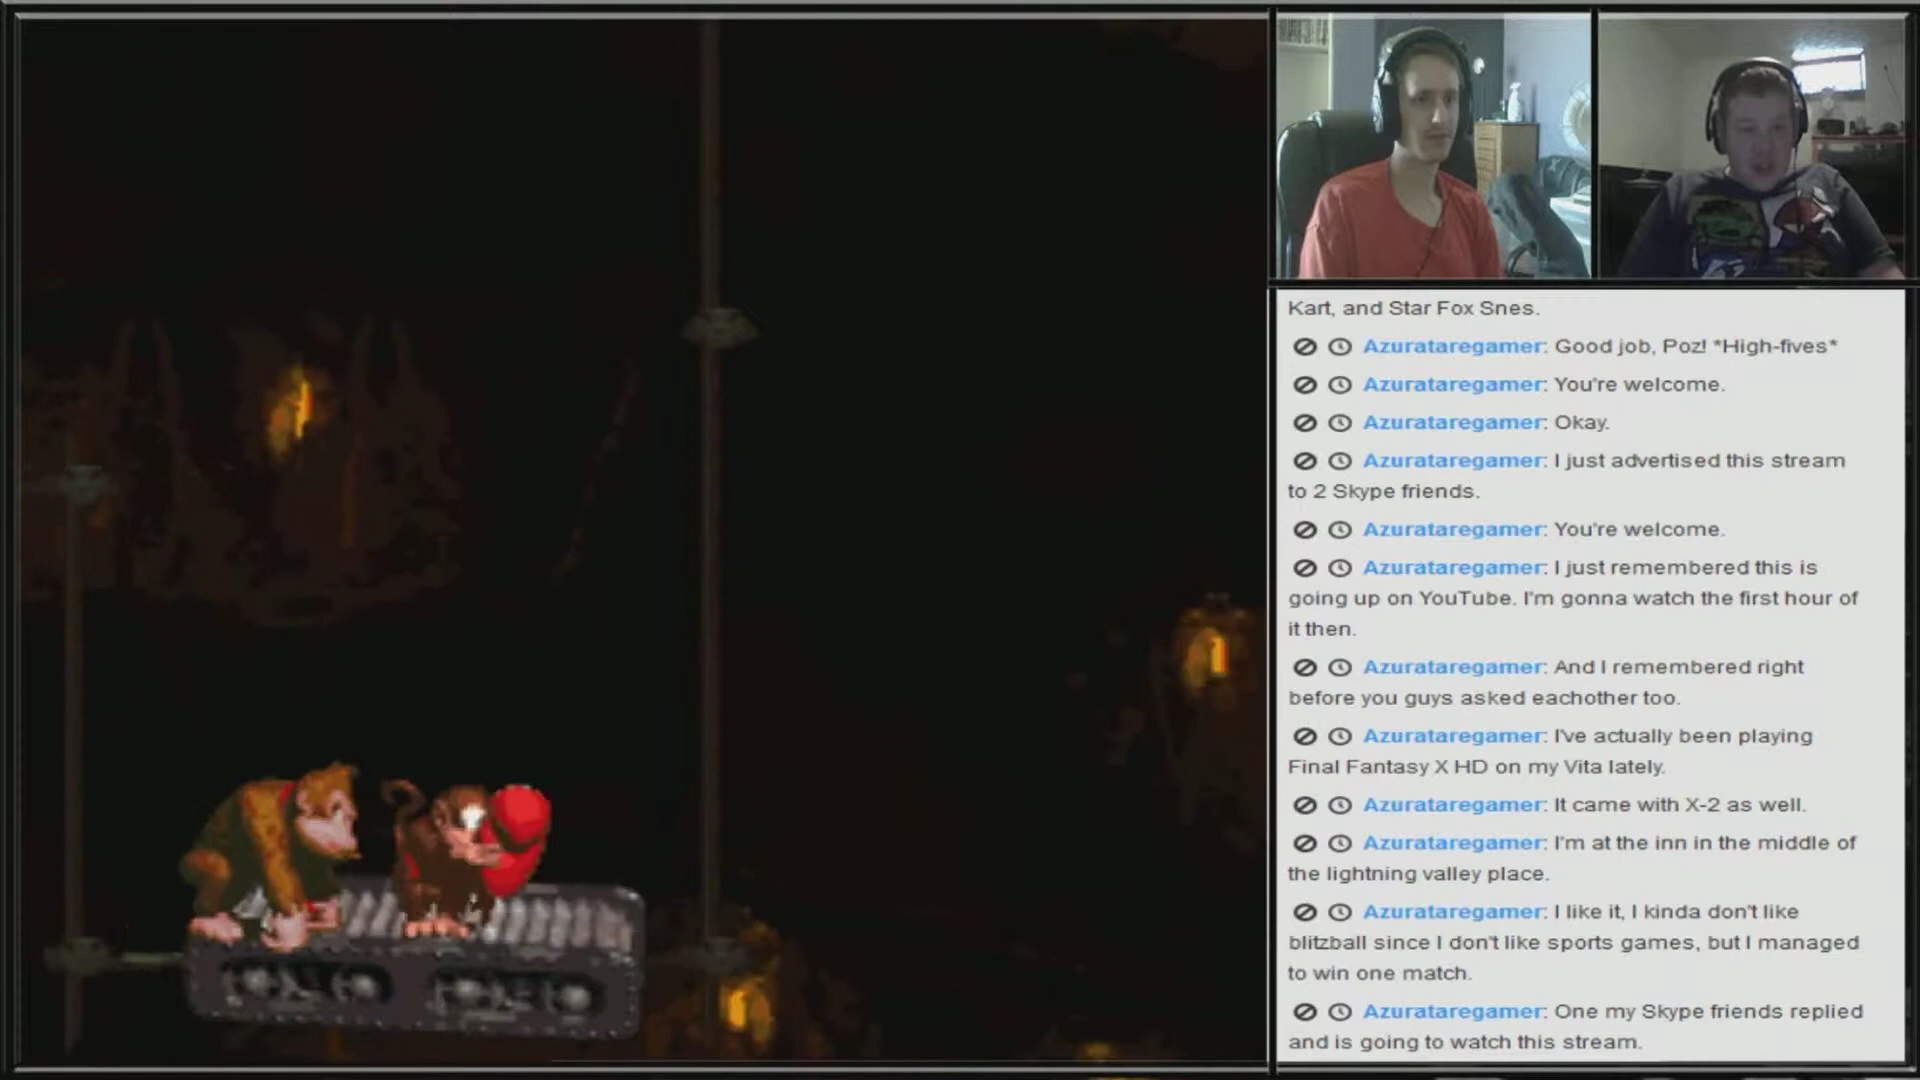 Kart, and Star Fox Snes.
Azurataregamer: Good job, Poz! *High-fives*
Azurataregamer: You're welcome.
Azurataregamer: Okay.
Azurataregamer: I just advertised this stream
to 2 Skype friends.
Azurataregamer: You're welcome.
Azurataregamer: I just remembered this is
going up on YouTube. I'm gonna watch the first hour of
it then.
Azurataregamer: And I remembered right
before you guys asked eachother too.
Azurataregamer: I've actually been playing
Final Fantasy X HD on my Vita lately.
Azurataregamer: It came with X-2 as well.
Azurataregamer: I'm at the inn in the middle of
the lightning valley place.
Azurataregamer: I like it, I kinda don't like
blitzball since I don't like sports games, but I managed
to win one match.
Azurataregamer: One my Skype friends replied
and is going to watch this stream.